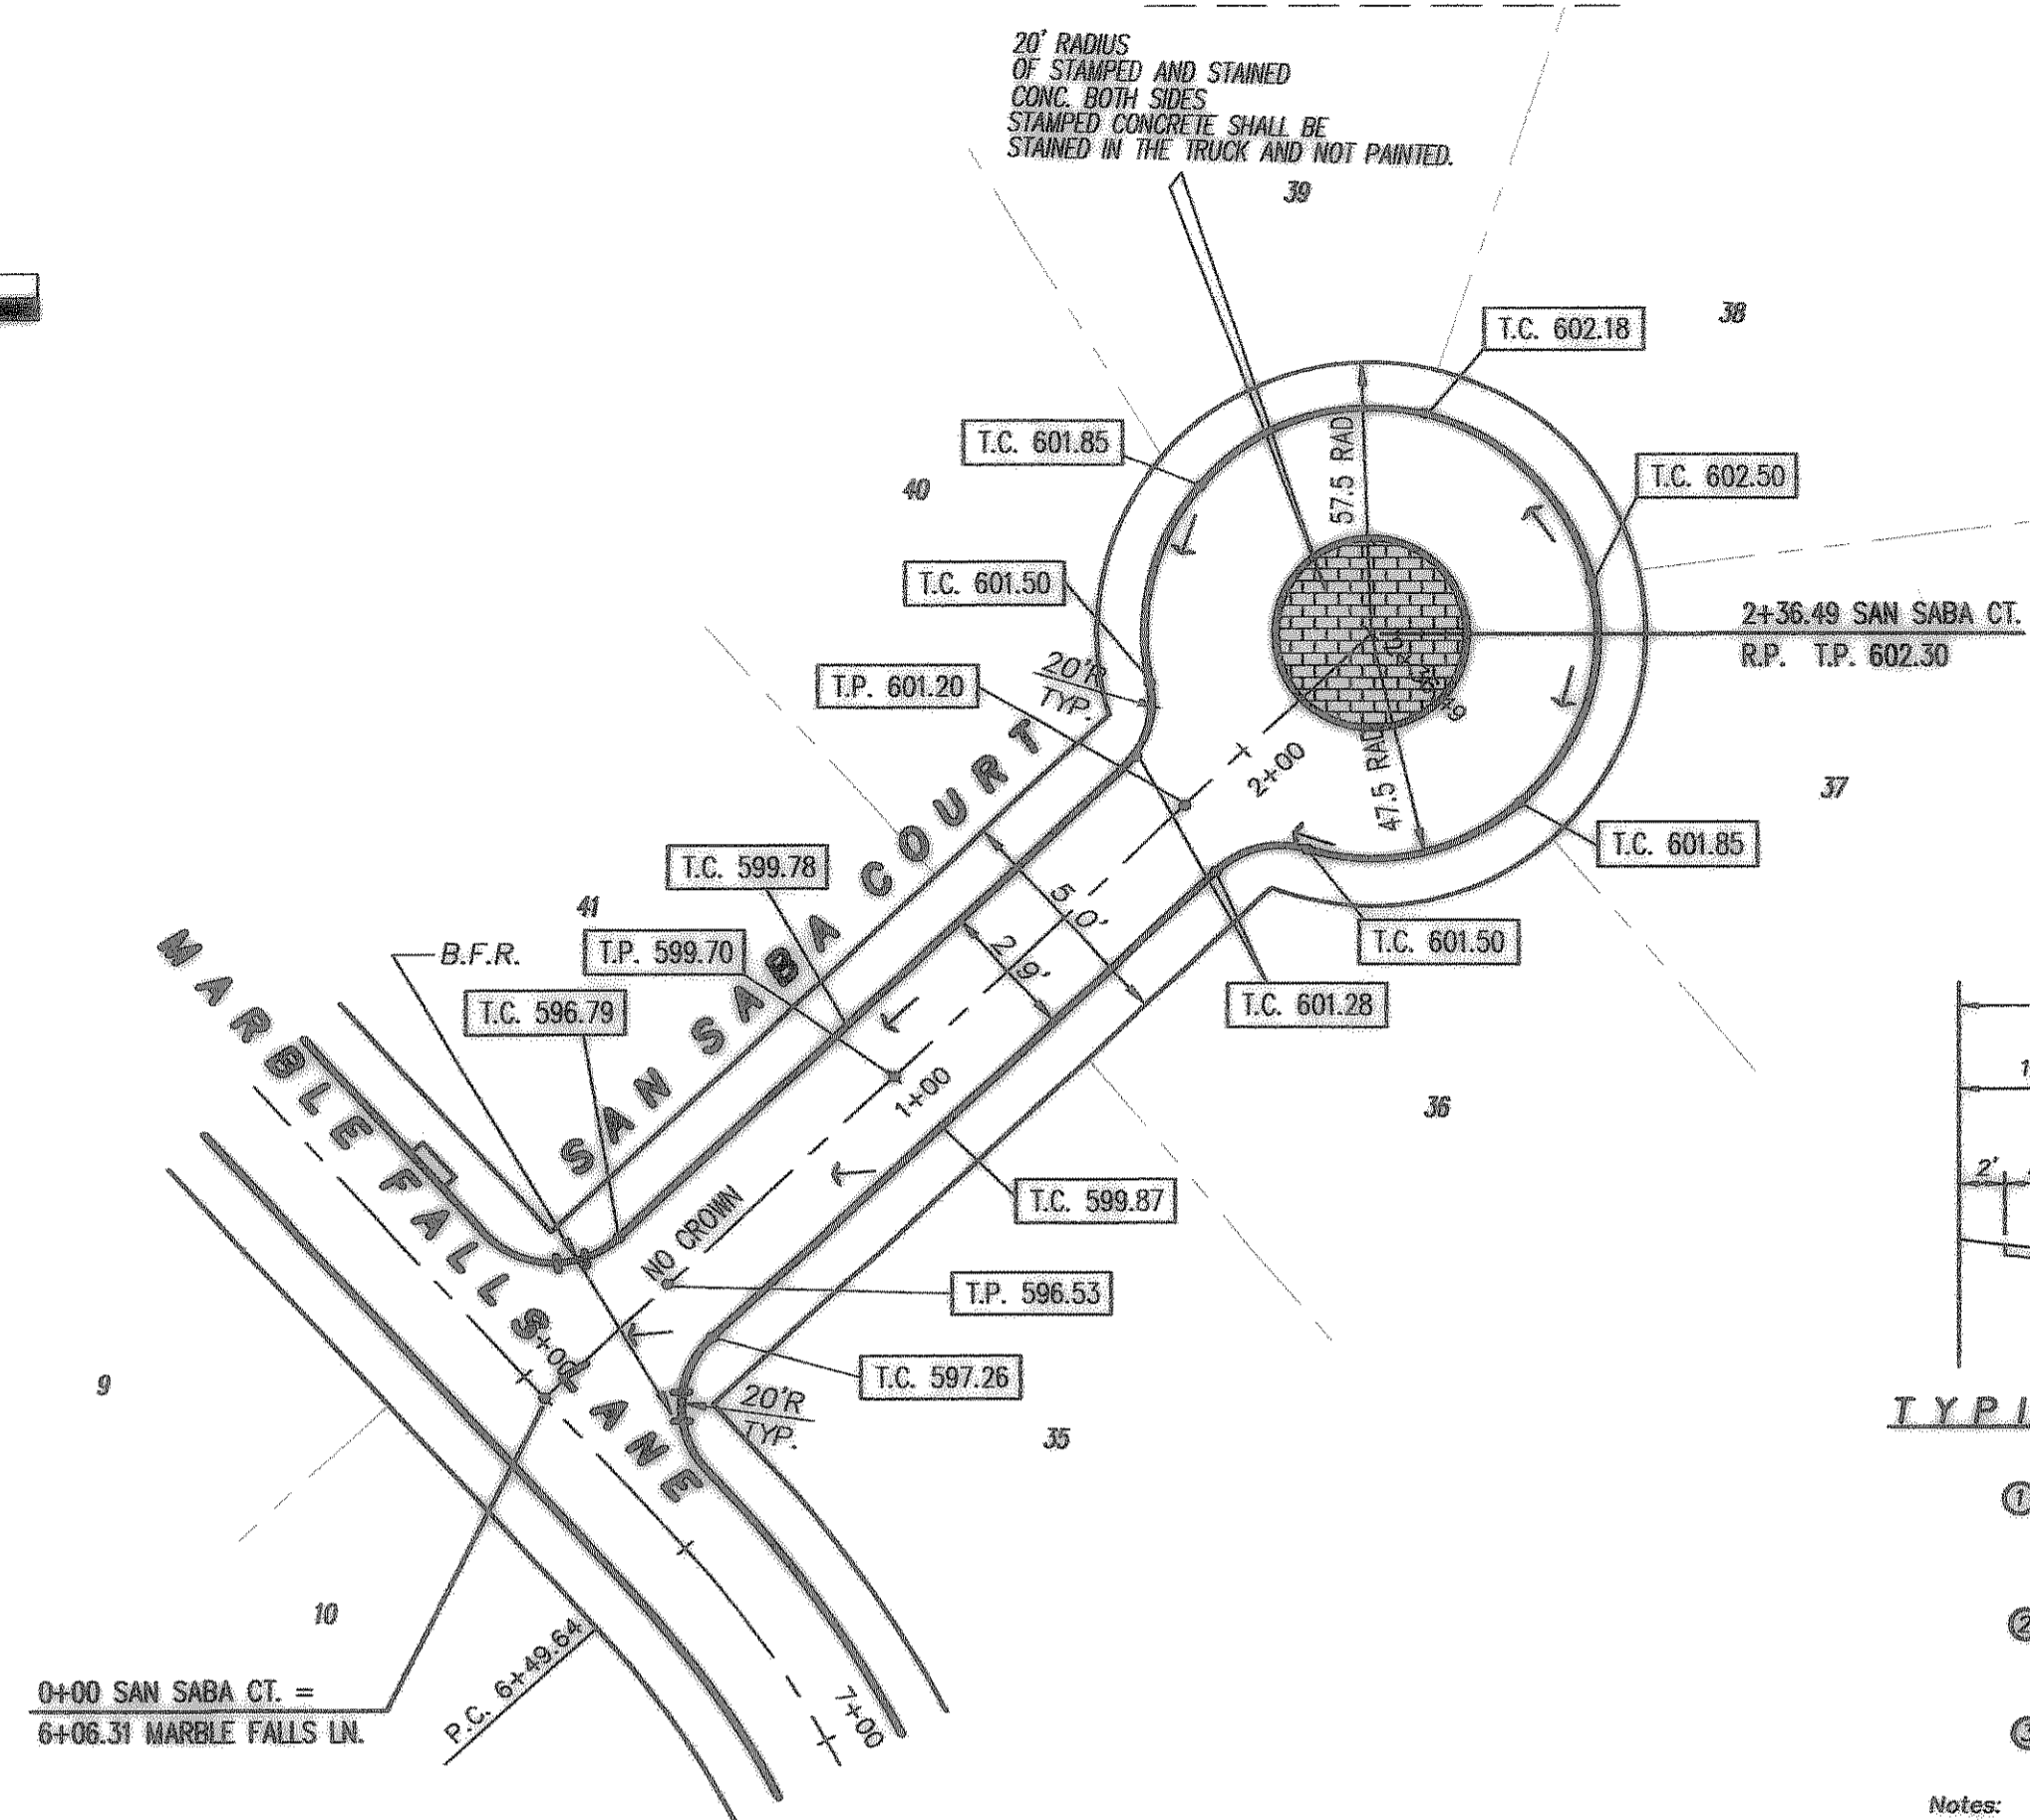 20' RADIUS
OF STAMPED AND STAINED
CONC. BOTH SIDES
STAMPED CONCRETE SHALL BE
STAINED IN THE TRUCK AND NOT PAINTED.
39
38
T.C. 602.18
T.C. 601.85
57.5 RAD
T.C. 602.50
40
T.C. 601.50
2+36.49 SAN SABA CT.
R.P. T.P. 602.30
20'R
TYP.
T.P. 601.20
2+00
47.5 RAD
37
T.C. 601.85
SAN SABA COURT
T.C. 599.78
50'
29'
41
T.C. 601.50
MARBLE FALLS LANE
B.F.R.
T.P. 599.70
T.C. 601.28
T.C. 596.79
1+00
36
2'
T.C. 599.87
NO CROWN
T.P. 596.53
T.C. 597.26
9
20'R
TYP.
35
TYPI
1
10
2
P.C. 6+49.64
7+00
0+00 SAN SABA CT. =
6+06.31 MARBLE FALLS LN.
3
Notes: